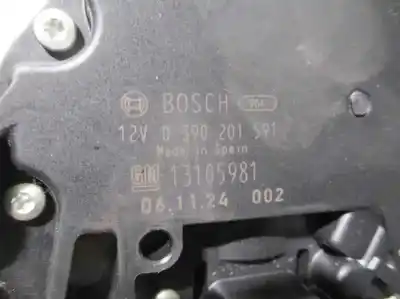 BOSCH
12V 0 390 201 591
Made in Spain
GM 13105981
06.11.24 002